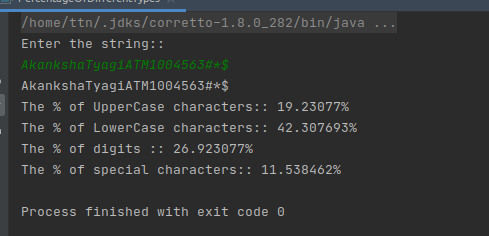 PercentageOfDifferentTypes
/home/ttn/.jdks/corretto-1.8.0_282/bin/java ...
Enter the string::
AkankshaTyagiATM1004563#*$
AkankshaTyagiATM1004563#*$
The % of UpperCase characters:: 19.23077%
The % of LowerCase characters:: 42.307693%
The % of digits :: 26.923077%
The % of special characters:: 11.538462%
Process finished with exit code 0